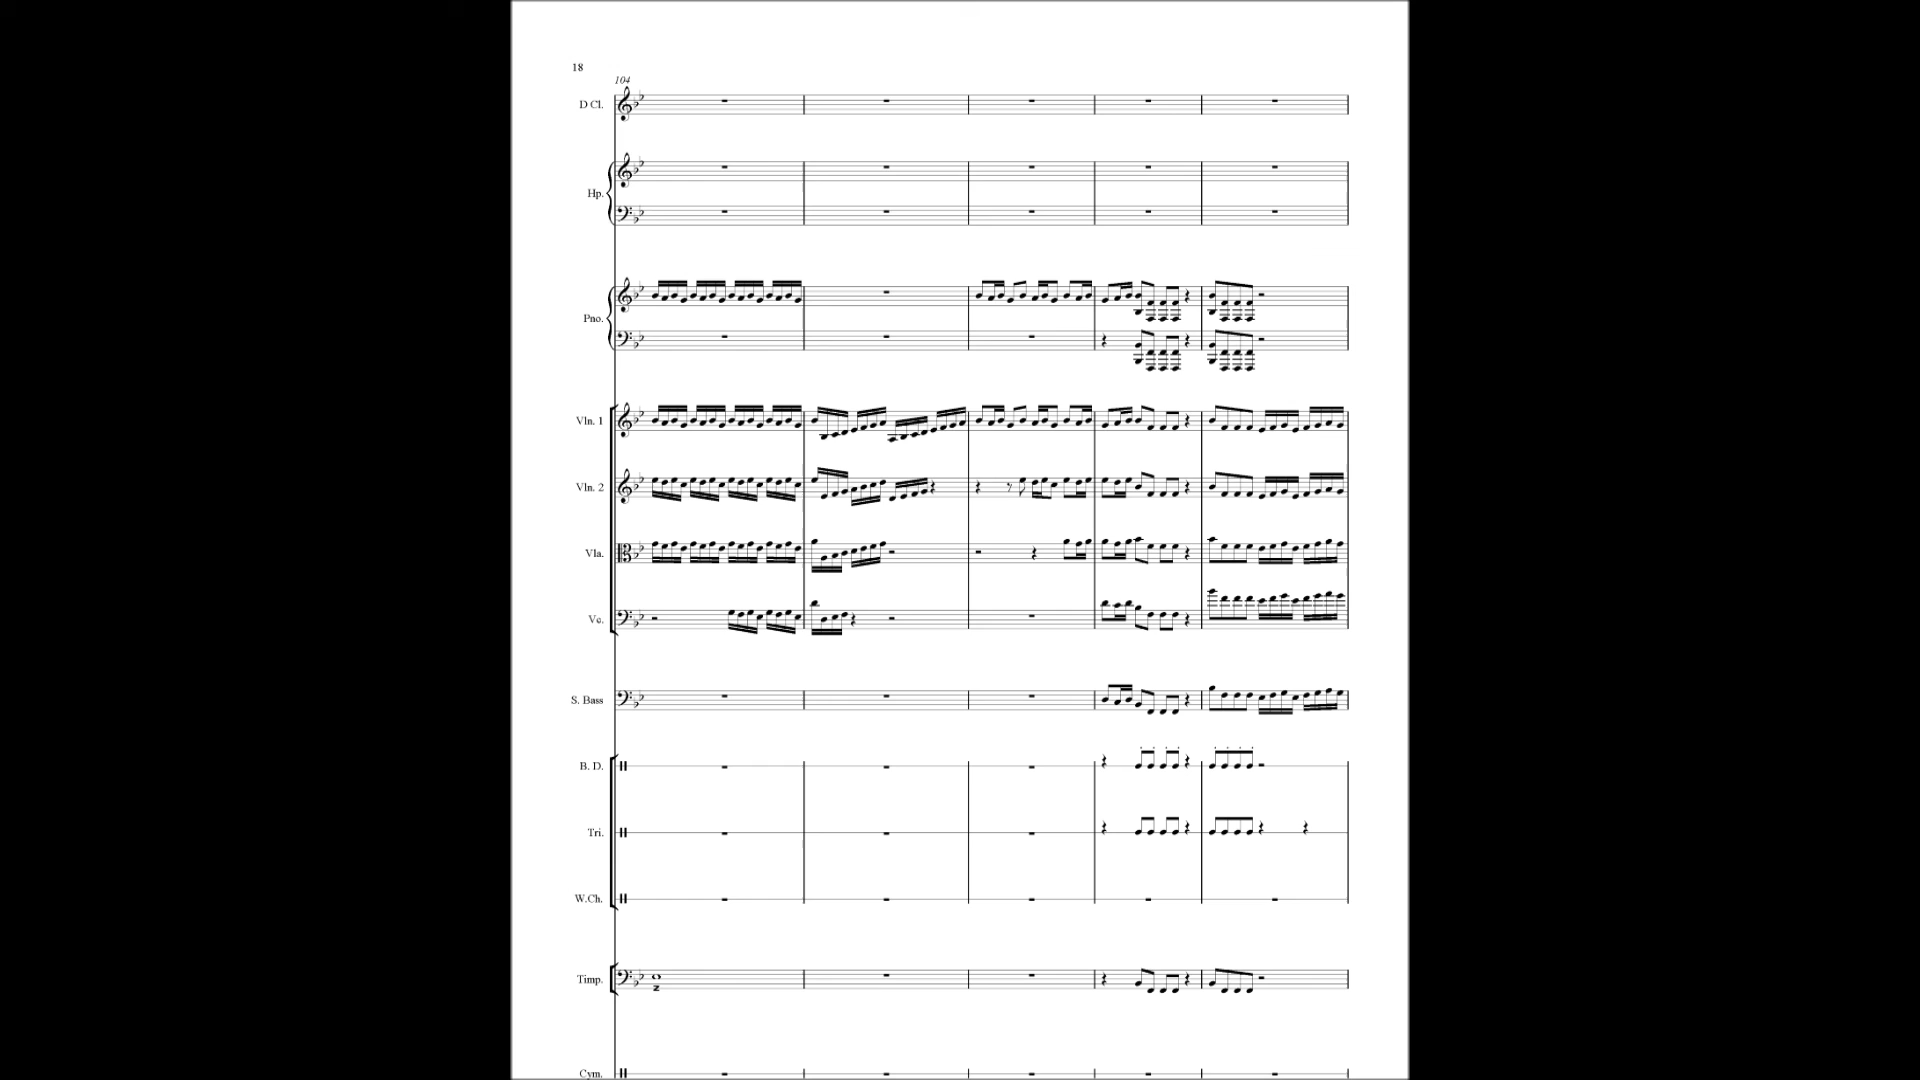 18
104
D Cl.
Hp.
Pno.
Vln. 1
Vln. 2
Vla.
Vc.
S. Bass
B. D.
Tri.
W.Ch.
Timp.
z
Cym.